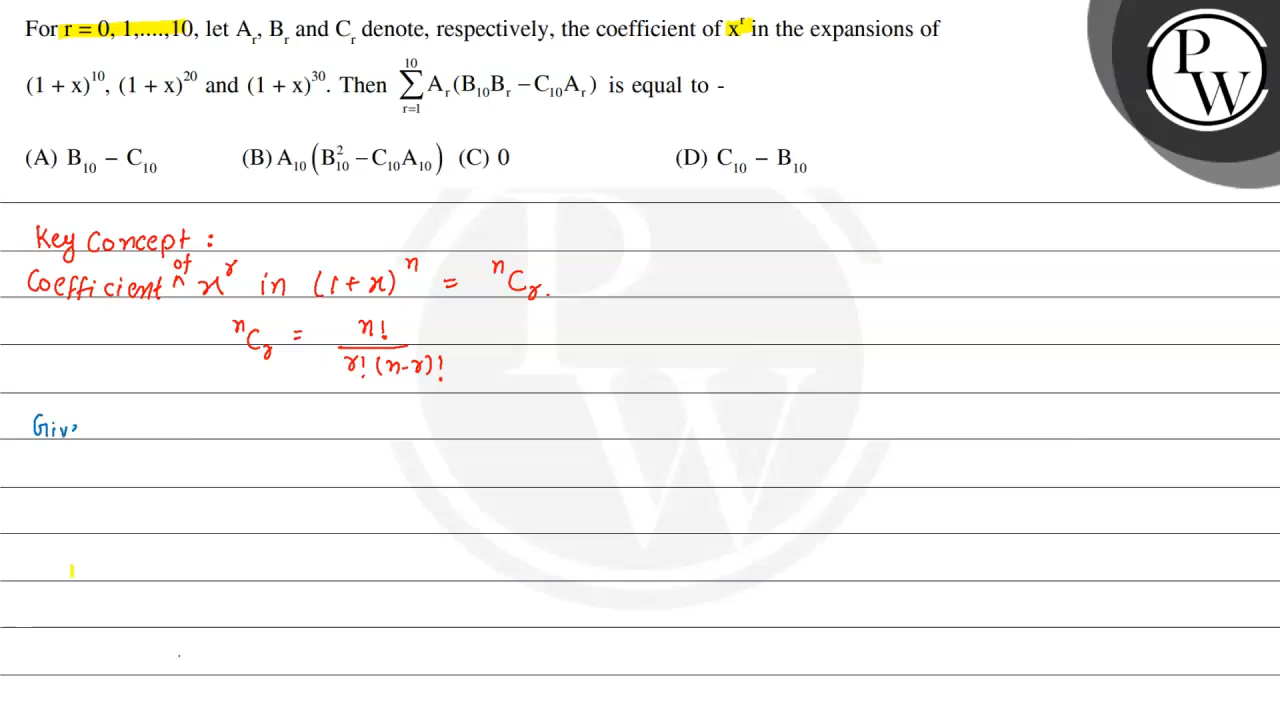 For r = 0, 1,....,10, let A_r, B_r and C_r denote, respectively, the coefficient of x^r in the expansions of
(1 + x)^10, (1 + x)^20 and (1 + x)^30. Then \sum_{r=1}^{10} A_r (B_10 B_r − C_10 A_r) is equal to -
(A) B_10 − C_10 (B) A_10 (B_10^2 − C_10 A_10) (C) 0 (D) C_10 − B_10
Key Concept :
Coefficient ^of x^r in (1+x)^n = ^nC_r.
^nC_r = n! / r! (n-r)!
Giv
P
W
P
W